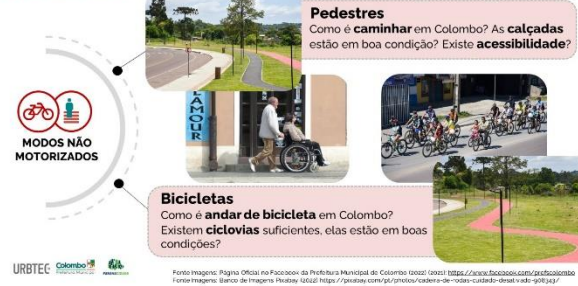 Pedestres
Como é caminhar em Colombo? As calçadas
estão em boa condição? Existe acessibilidade?
GLAMOUR
MODOS NÃO
MOTORIZADOS
Bicicletas
Como é andar de bicicleta em Colombo?
Existem ciclovias suficientes, elas estão em boas
condições?
URBTEC
Colombo
Fonte Imagens: Página Oficial no Facebook da Prefeitura Municipal de Colombo (2022) (2021): https://www.facebook.com/prefscolombo
Fonte Imagens: Banco de Imagens Pixabay (2022) https://pixabay.com/pt/photos/cadeira-de-rodas-cuidado-desativado-908343/